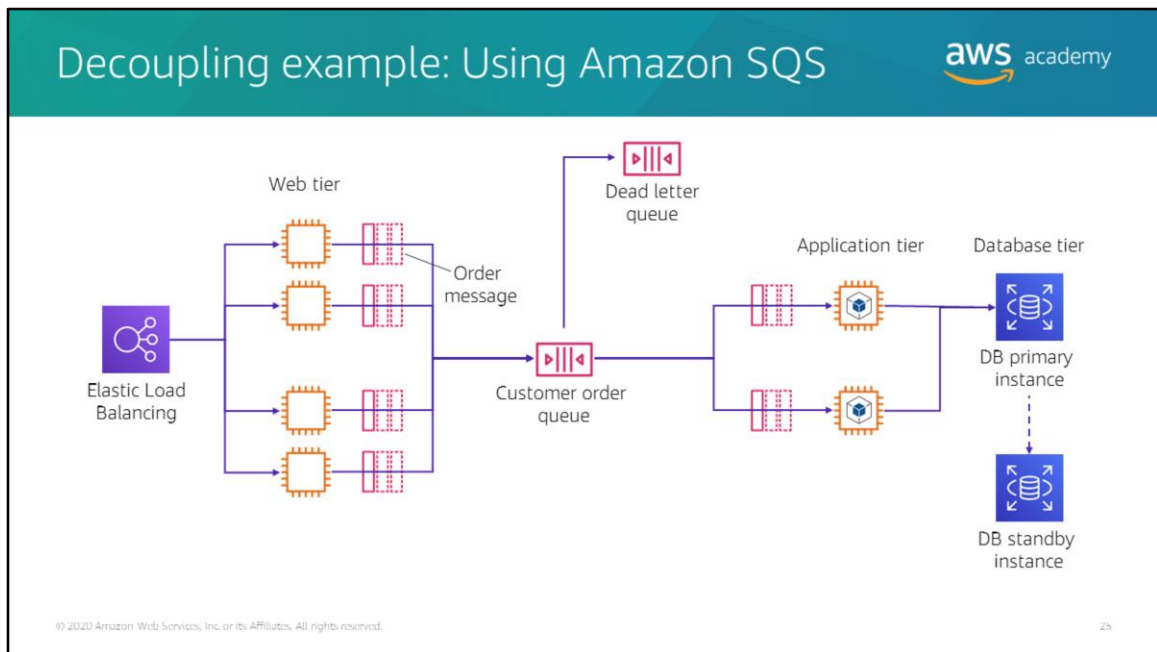 Decoupling example: Using Amazon SQS
aws academy
Web tier
Dead letter
queue
Order
message
Application tier
Database tier
Elastic Load
Balancing
Customer order
queue
DB primary
instance
DB standby
instance
© 2020 Amazon Web Services, Inc. or its Affiliates. All rights reserved.
25